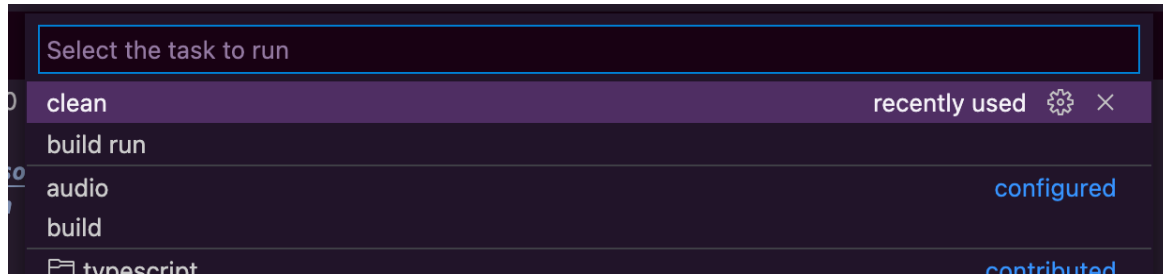 Select the task to run
clean recently used
build run
audio configured
build
typescript contributed